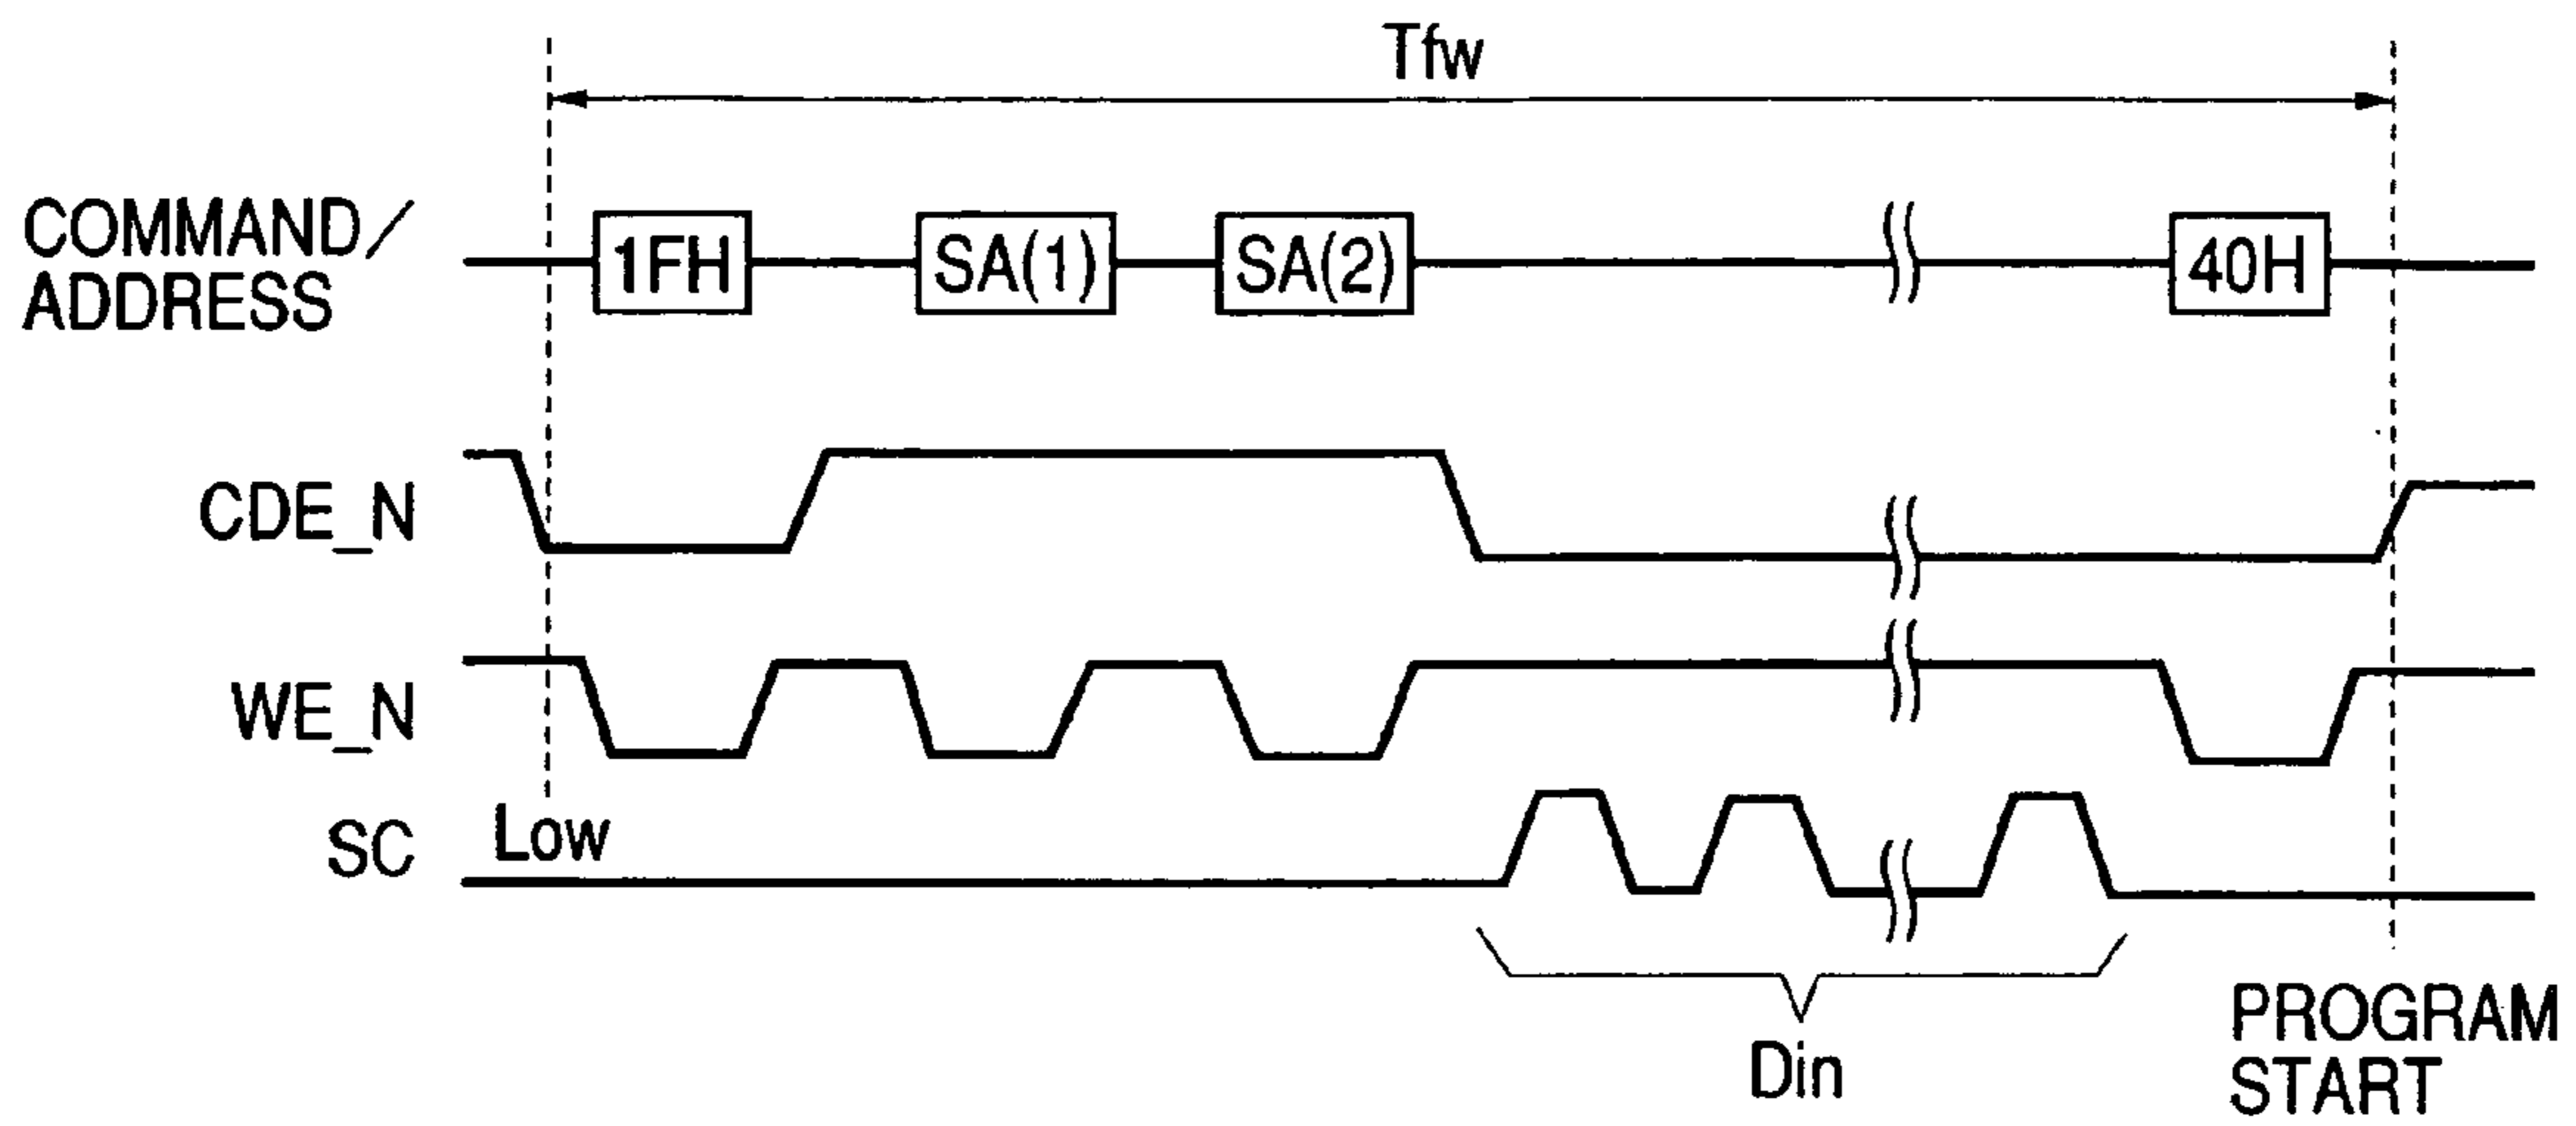 Tfw
COMMAND/
ADDRESS
1FH
SA(1)
SA(2)
40H
CDE_N
WE_N
SC
Low
Din
PROGRAM
START